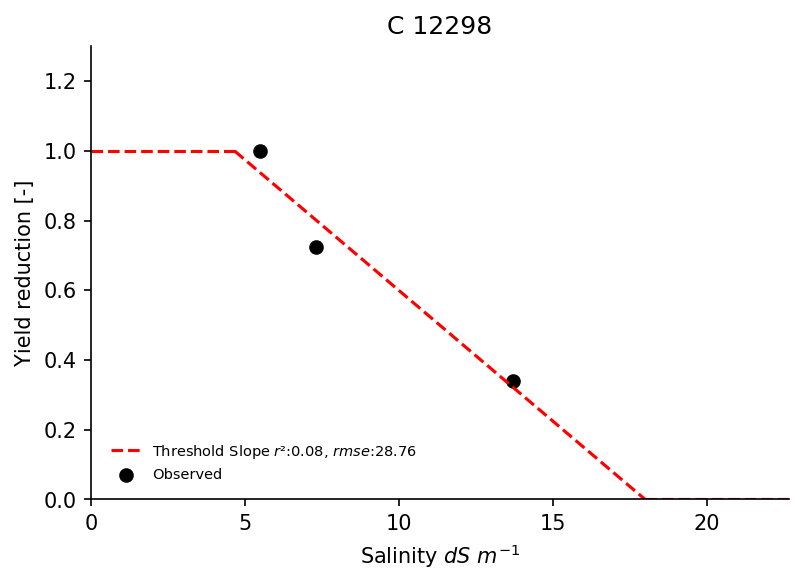 C 12298
1.2
1.0
0.8
0.6
0.4
0.2
0.0
Yield reduction [-]
Threshold Slope r²:0.08, rmse:28.76
Observed
0 5 10 15 20
Salinity dS m⁻¹